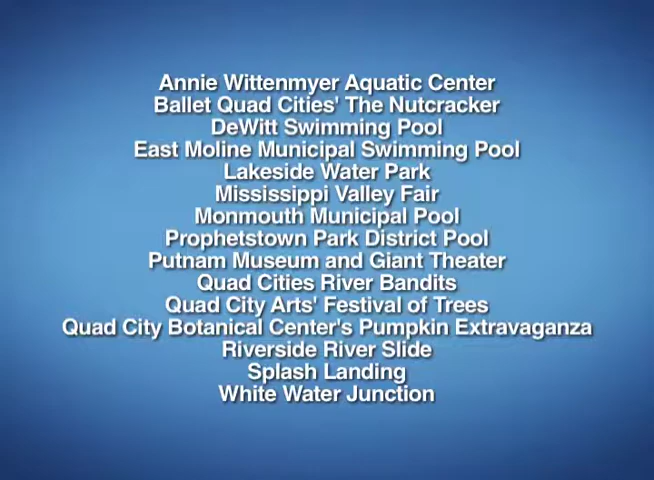 Annie Wittenmyer Aquatic Center
Ballet Quad Cities' The Nutcracker
DeWitt Swimming Pool
East Moline Municipal Swimming Pool
Lakeside Water Park
Mississippi Valley Fair
Monmouth Municipal Pool
Prophetstown Park District Pool
Putnam Museum and Giant Theater
Quad Cities River Bandits
Quad City Arts' Festival of Trees
Quad City Botanical Center's Pumpkin Extravaganza
Riverside River Slide
Splash Landing
White Water Junction